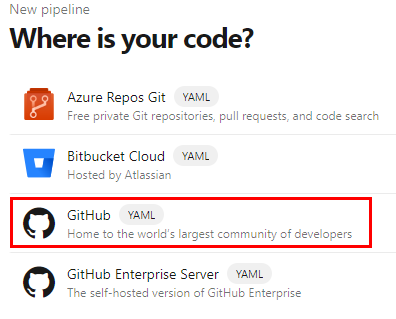 New pipeline
Where is your code?
Azure Repos Git YAML
Free private Git repositories, pull requests, and code search
Bitbucket Cloud YAML
Hosted by Atlassian
GitHub YAML
Home to the world's largest community of developers
GitHub Enterprise Server YAML
The self-hosted version of GitHub Enterprise